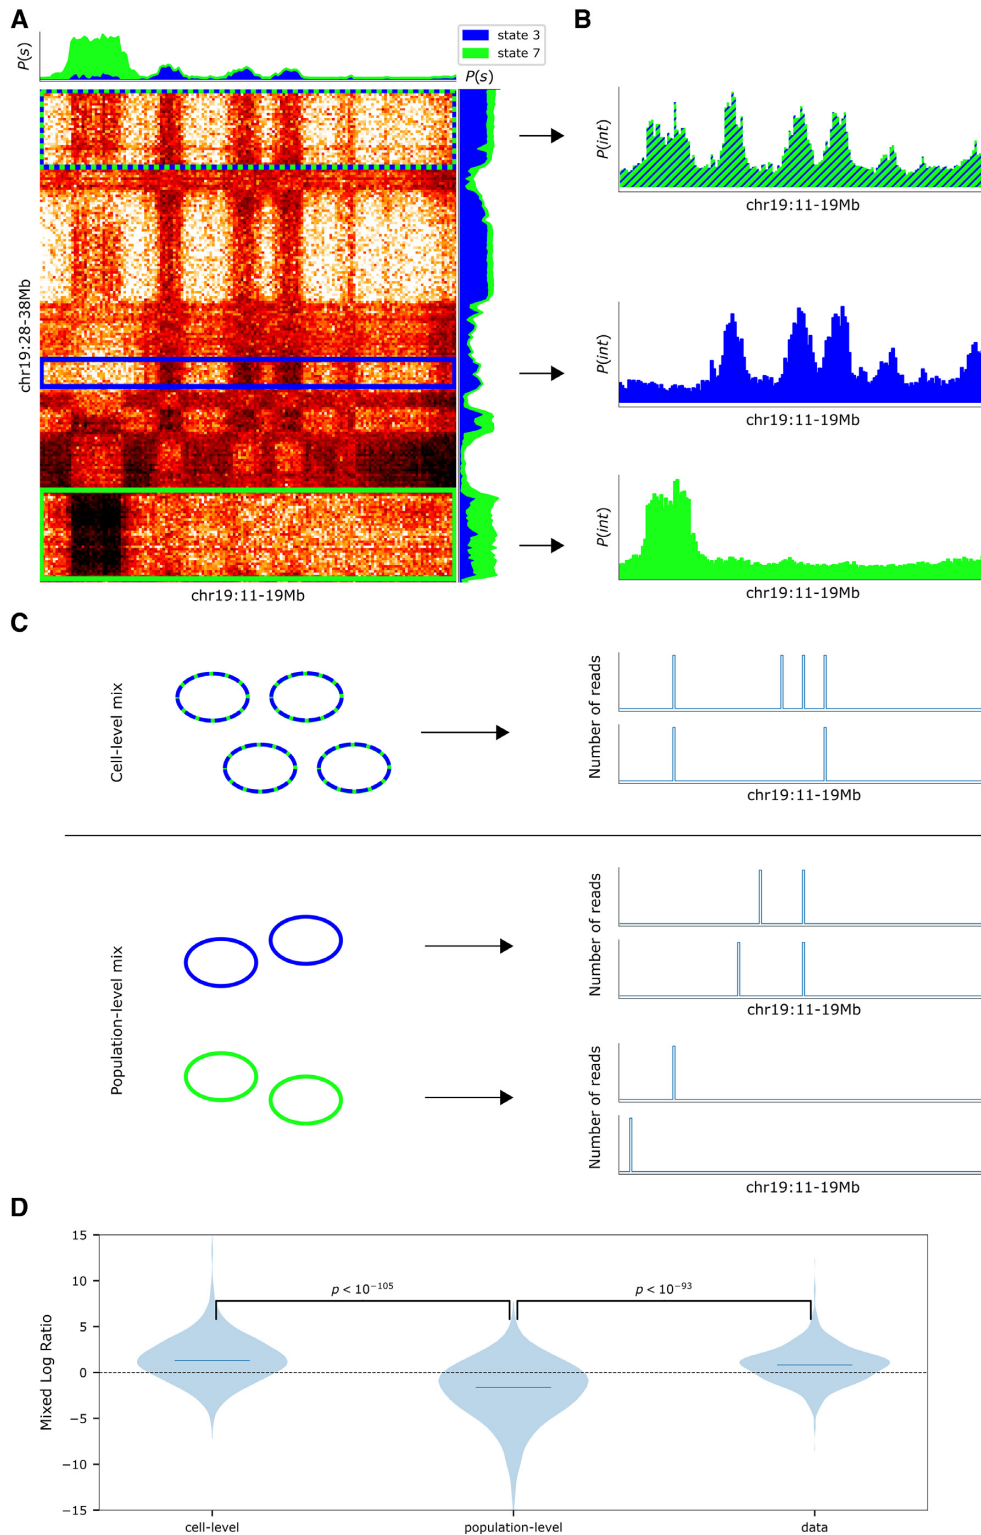 A
B
P(s)
state 3
state 7
P(s)
chr19:28-38Mb
chr19:11-19Mb
P(int)
chr19:11-19Mb
P(int)
chr19:11-19Mb
P(int)
chr19:11-19Mb
C
Cell-level mix
Number of reads
chr19:11-19Mb
Population-level mix
Number of reads
chr19:11-19Mb
Number of reads
chr19:11-19Mb
D
Mixed Log Ratio
15
10
5
0
−5
−10
−15
p < 10⁻¹⁰⁵
p < 10⁻⁹³
cell-level
population-level
data